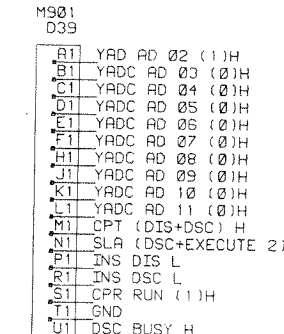 M901
D39
A1 YAD AD 02 (1)H
B1 YADC AD 03 (0)H
C1 YADC AD 04 (0)H
D1 YADC AD 05 (0)H
E1 YADC AD 06 (0)H
F1 YADC AD 07 (0)H
H1 YADC AD 08 (0)H
J1 YADC AD 09 (0)H
K1 YADC AD 10 (0)H
L1 YADC AD 11 (0)H
M1 CPT (DIS+DSC) H
N1 SLA (DSC+EXECUTE 2)
P1 INS DIS L
R1 INS DSC L
S1 CPR RUN (1)H
T1 GND
U1 DSC BUSY H